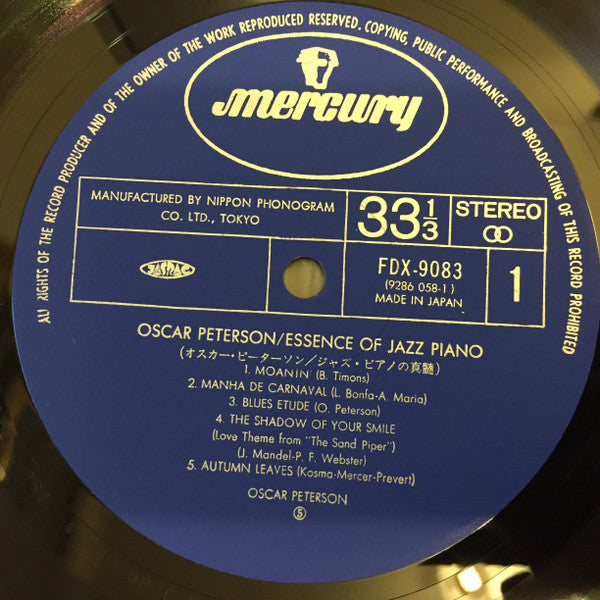 ALL RIGHTS OF THE RECORD PRODUCER AND OF THE OWNER OF THE WORK REPRODUCED RESERVED. COPYING, PUBLIC PERFORMANCE AND BROADCASTING OF THIS RECORD PROHIBITED
mercury
MANUFACTURED BY NIPPON PHONOGRAM
CO. LTD., TOKYO
33 1/3
STEREO
JASRAC
FDX-9083
(9286 058-1)
MADE IN JAPAN
1
OSCAR PETERSON/ESSENCE OF JAZZ PIANO
(オスカー・ピーターソン/ジャズ・ピアノの真髄)
1. MOANIN' (B. Timons)
2. MANHA DE CARNAVAL (L. Bonfa-A. Maria)
3. BLUES ETUDE (O. Peterson)
4. THE SHADOW OF YOUR SMILE
(Love Theme from "The Sand Piper")
(J. Mandel-P. F. Webster)
5. AUTUMN LEAVES (Kosma-Mercer-Prevert)
OSCAR PETERSON
⑤